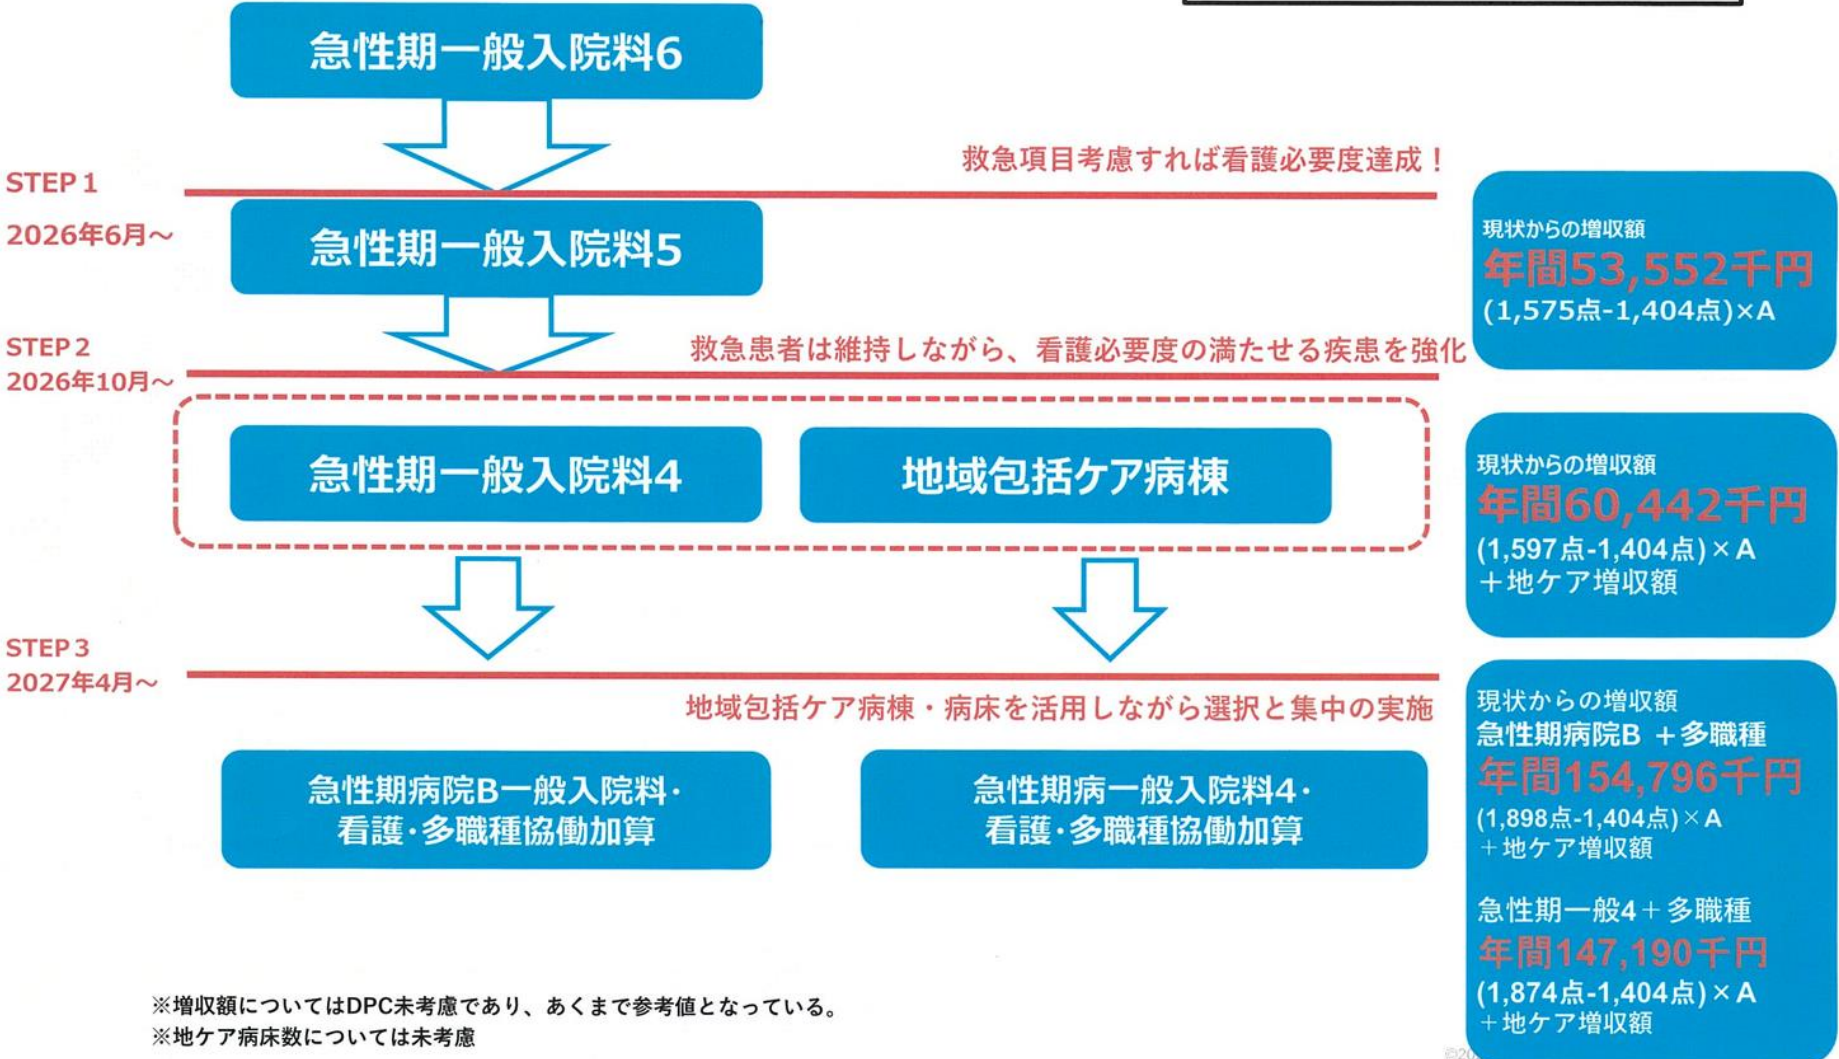 急性期一般入院料6
救急項目考慮すれば看護必要度達成！
STEP 1
2026年6月～
急性期一般入院料5
現状からの増収額
年間53,552千円
(1,575点-1,404点)×A
STEP 2
2026年10月～
救急患者は維持しながら、看護必要度の満たせる疾患を強化
急性期一般入院料4
地域包括ケア病棟
現状からの増収額
年間60,442千円
(1,597点-1,404点)×A
＋地ケア増収額
STEP 3
2027年4月～
地域包括ケア病棟・病床を活用しながら選択と集中の実施
急性期病院B一般入院料・
看護・多職種協働加算
急性期病一般入院料4・
看護・多職種協働加算
現状からの増収額
急性期病院B ＋多職種
年間154,796千円
(1,898点-1,404点)×A
＋地ケア増収額
急性期一般4＋多職種
年間147,190千円
(1,874点-1,404点)×A
＋地ケア増収額
※増収額についてはDPC未考慮であり、あくまで参考値となっている。
※地ケア病床数については未考慮